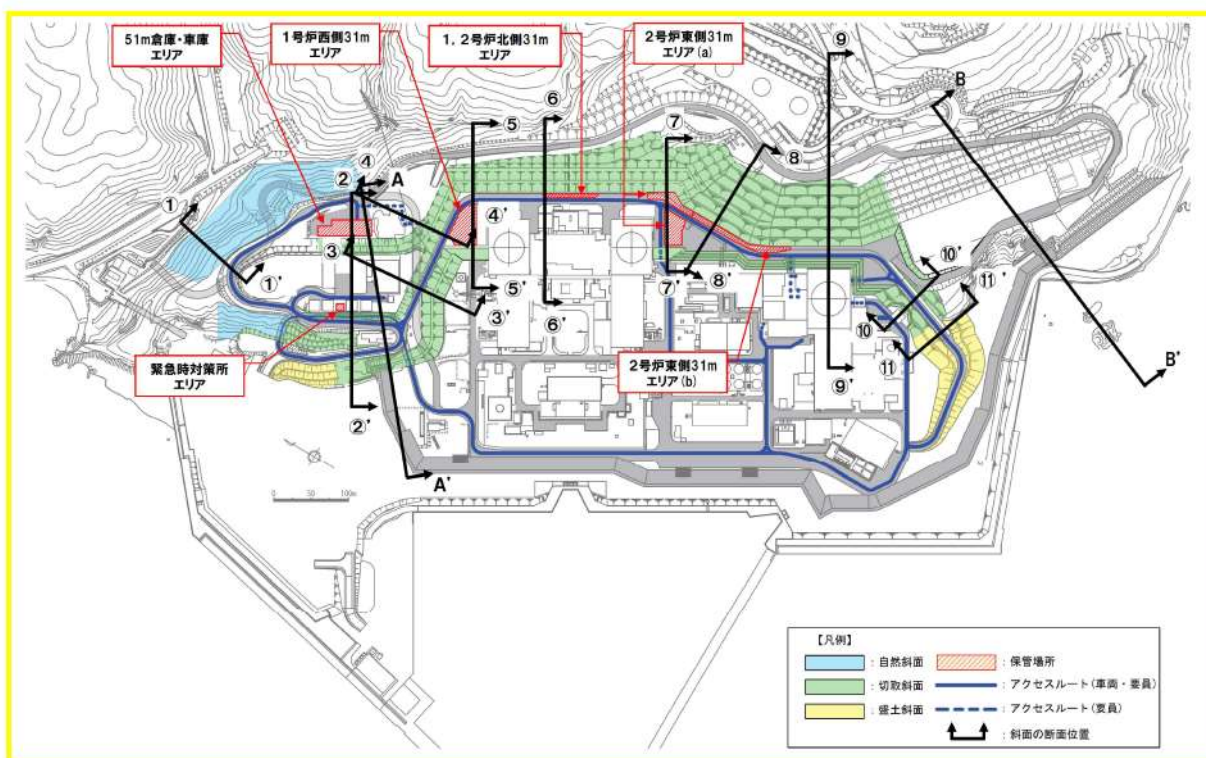 51m倉庫・車庫
エリア
1号炉西側31m
エリア
1,2号炉北側31m
エリア
2号炉東側31m
エリア(a)
⑨
B
⑥
⑤
⑦
⑧
④
②
A
①
③
④'
①'
⑤'
③'
⑥'
⑦'
⑧'
⑩'
⑪'
⑩
⑪
⑨'
緊急時対策所
エリア
2号炉東側31m
エリア(b)
②'
A'
B'
0 50 100m
【凡例】
:自然斜面
:保管場所
:切取斜面
:アクセスルート(車両・要員)
:盛土斜面
:アクセスルート(要員)
:斜面の断面位置